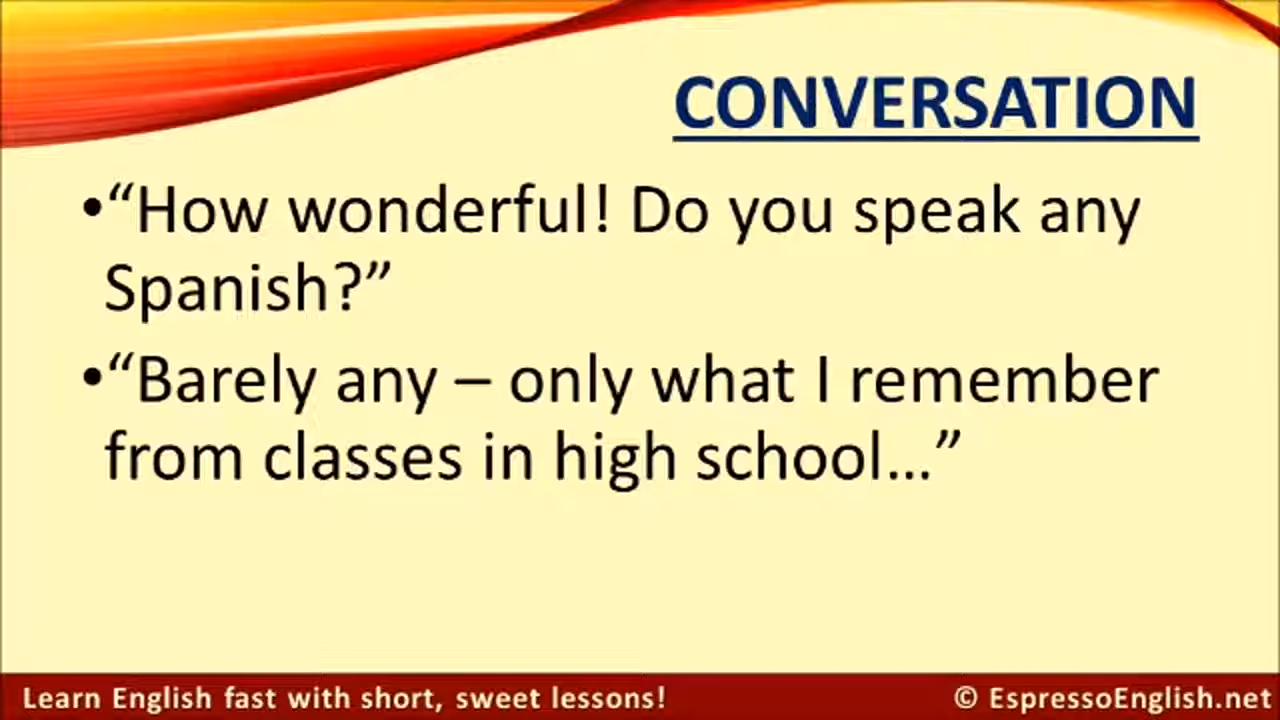 CONVERSATION
•“How wonderful! Do you speak any
Spanish?”
•“Barely any – only what I remember
from classes in high school…”
Learn English fast with short, sweet lessons!
© EspressoEnglish.net